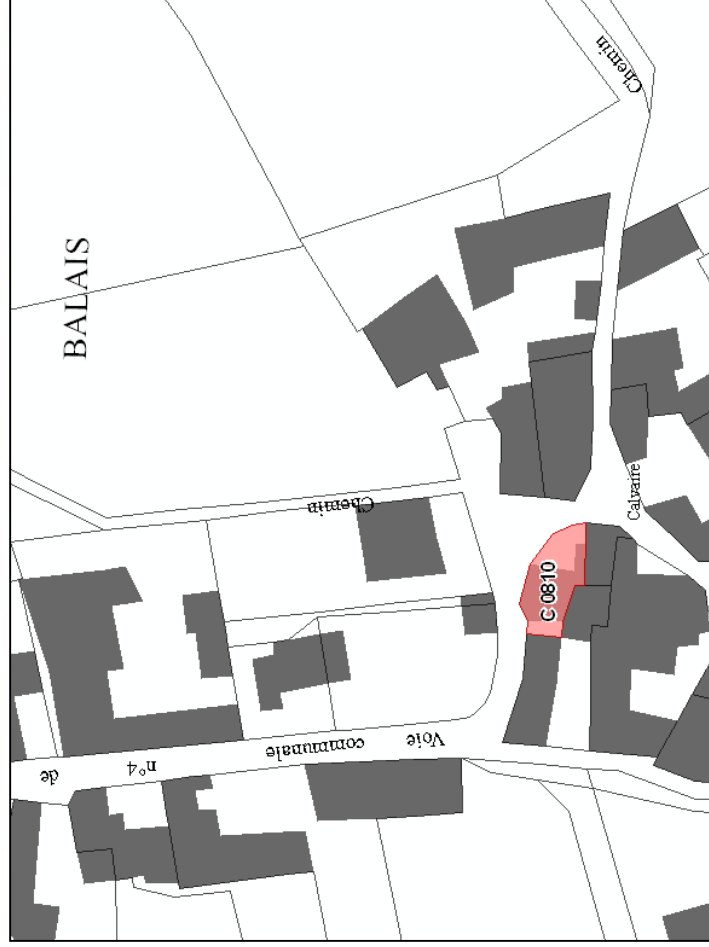 Chemin
BALAIS
Chemin
Calvaire
C 0810
Voie
communale
n°4
de